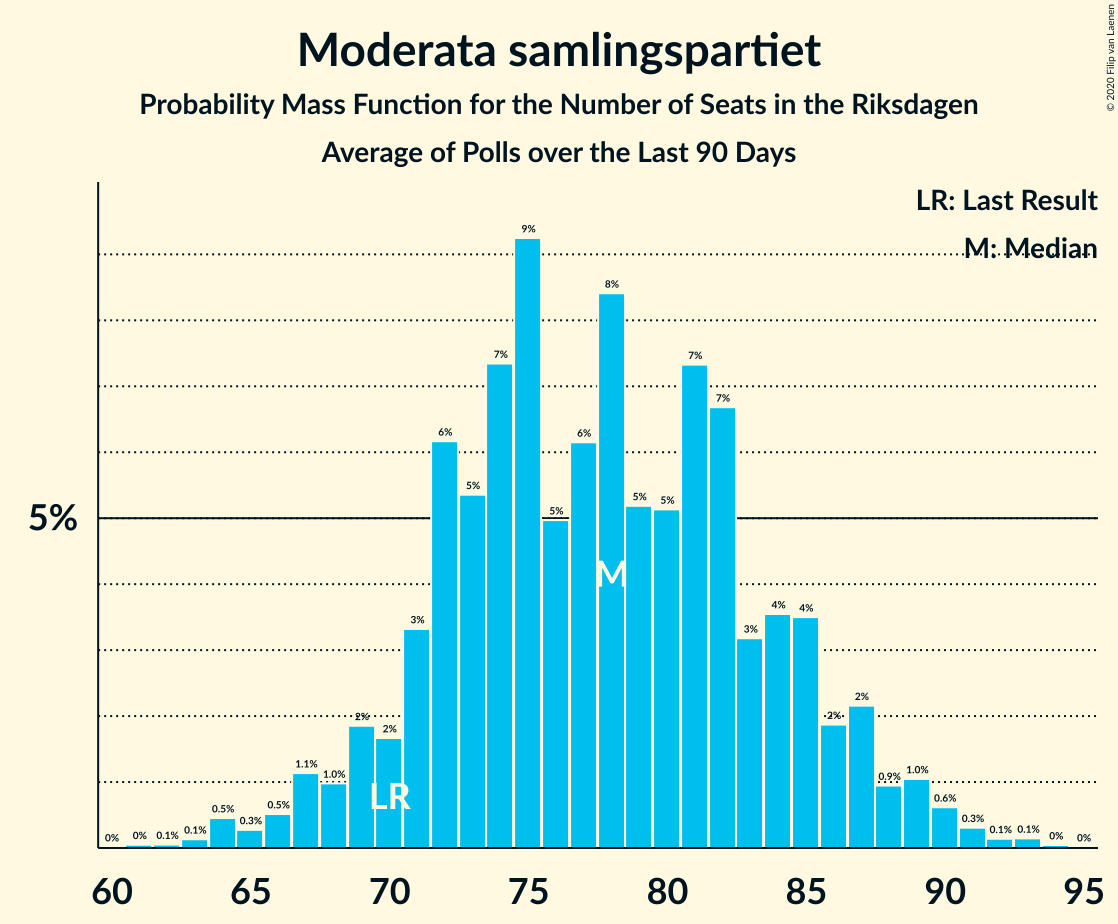 © 2020 Filip van Laenen
Moderata samlingspartiet
Probability Mass Function for the Number of Seats in the Riksdagen
Average of Polls over the Last 90 Days
LR: Last Result
M: Median
5%
0% 0% 0.1% 0.1% 0.5% 0.3% 0.5% 1.1% 1.0% 2% 2% 3% 6% 5% 7% 9% 5% 6% 8% 5% 5% 7% 7% 3% 4% 4% 2% 2% 0.9% 1.0% 0.6% 0.3% 0.1% 0.1% 0% 0%
M
LR
60 65 70 75 80 85 90 95